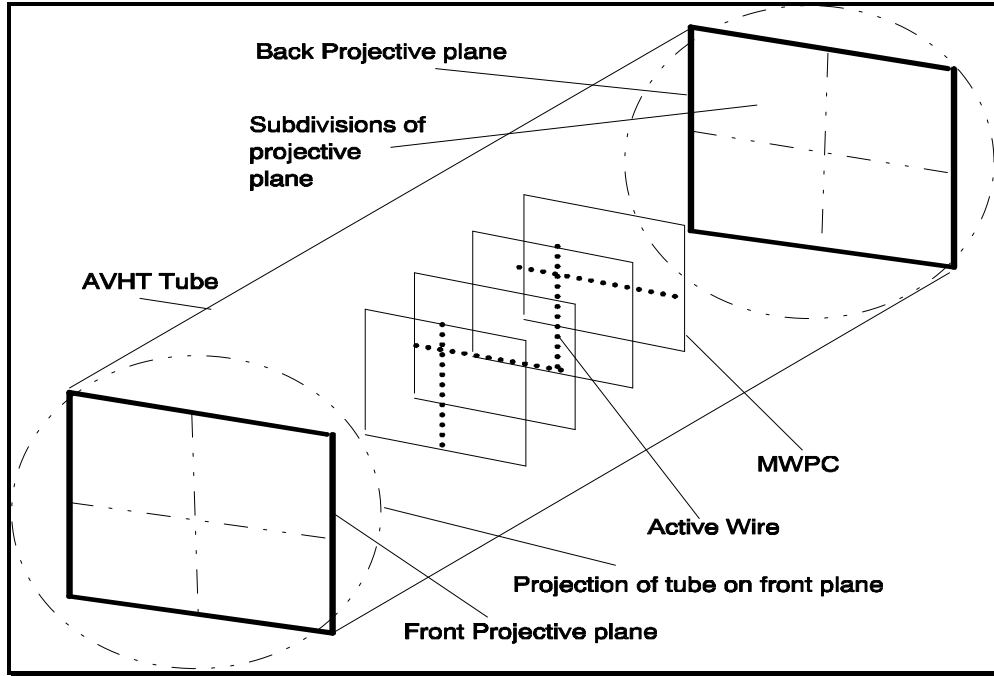 Back Projective plane
Subdivisions of
projective
plane
AVHT Tube
MWPC
Active Wire
Projection of tube on front plane
Front Projective plane